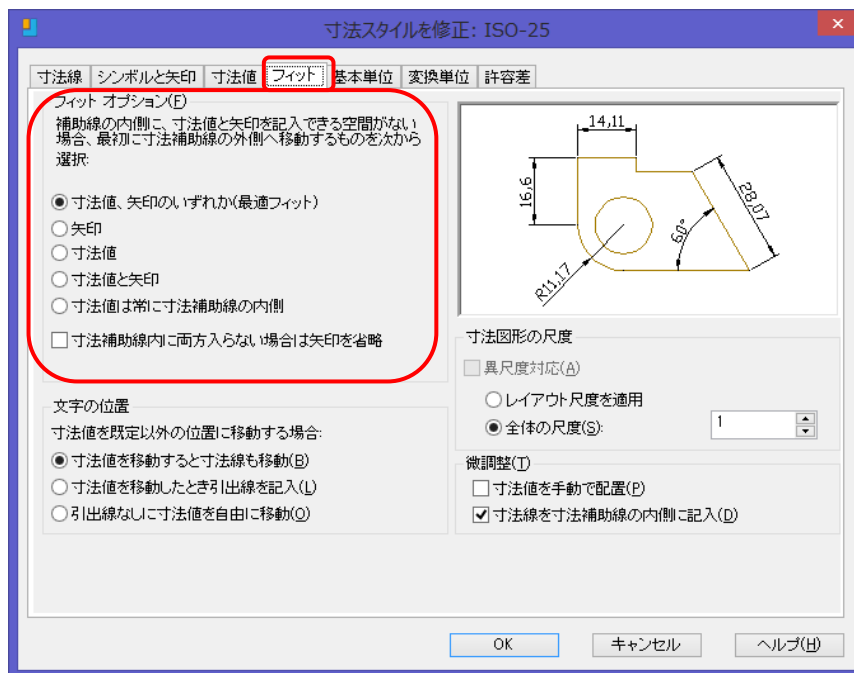 寸法スタイルを修正: ISO-25
寸法線 シンボルと矢印 寸法値 フィット 基本単位 変換単位 許容差
フィット オプション(F)
補助線の内側に、寸法値と矢印を記入できる空間がない
場合、最初に寸法補助線の外側へ移動するものを次から
選択:
寸法値、矢印のいずれか(最適フィット)
矢印
寸法値
寸法値と矢印
寸法値は常に寸法補助線の内側
寸法補助線内に両方入らない場合は矢印を省略
文字の位置
寸法値を既定以外の位置に移動する場合:
寸法値を移動すると寸法線も移動(B)
寸法値を移動したとき引出線を記入(L)
引出線なしに寸法値を自由に移動(O)
14,11
16,6
28,07
60°
R11,17
寸法図形の尺度
異尺度対応(A)
レイアウト尺度を適用
全体の尺度(S): 1
微調整(T)
寸法値を手動で配置(P)
寸法線を寸法補助線の内側に記入(D)
OK キャンセル ヘルプ(H)